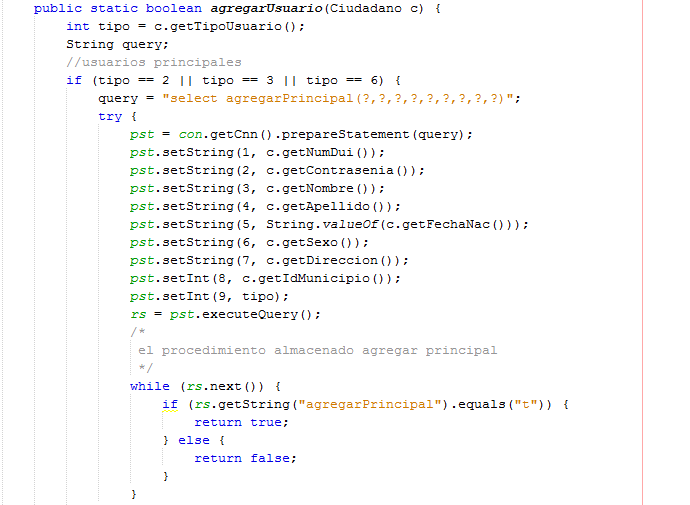 public static boolean agregarUsuario(Ciudadano c) {
int tipo = c.getTipoUsuario();
String query;
//usuarios principales
if (tipo == 2 || tipo == 3 || tipo == 6) {
query = "select agregarPrincipal(?,?,?,?,?,?,?,?,?)";
try {
pst = con.getCnn().prepareStatement(query);
pst.setString(1, c.getNumDui());
pst.setString(2, c.getContrasenia());
pst.setString(3, c.getNombre());
pst.setString(4, c.getApellido());
pst.setString(5, String.valueOf(c.getFechaNac()));
pst.setString(6, c.getSexo());
pst.setString(7, c.getDireccion());
pst.setInt(8, c.getIdMunicipio());
pst.setInt(9, tipo);
rs = pst.executeQuery();
/*
el procedimiento almacenado agregar principal
*/
while (rs.next()) {
if (rs.getString("agregarPrincipal").equals("t")) {
return true;
} else {
return false;
}
}